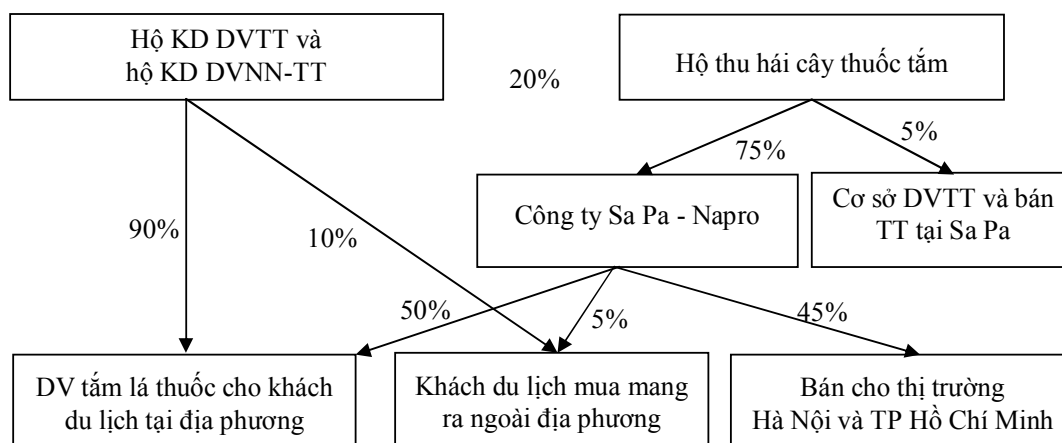 Hộ KD DVTT và
hộ KD DVNN-TT
20%
Hộ thu hái cây thuốc tắm
75%
5%
Công ty Sa Pa - Napro
Cơ sở DVTT và bán
TT tại Sa Pa
90%
10%
50%
5%
45%
DV tắm lá thuốc cho khách
du lịch tại địa phương
Khách du lịch mua mang
ra ngoài địa phương
Bán cho thị trường
Hà Nội và TP Hồ Chí Minh